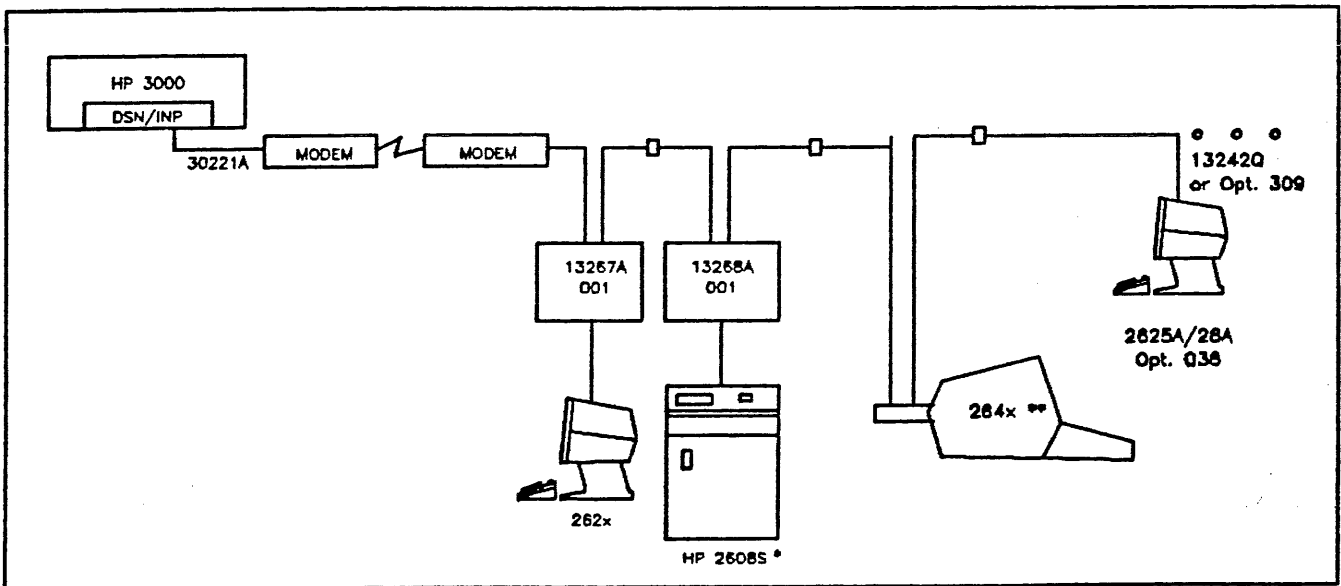 HP 3000
DSN/INP
30221A
MODEM
MODEM
13242Q
or Opt. 309
13267A
001
13268A
001
2625A/28A
Opt. 038
264x **
262x
HP 2608S *